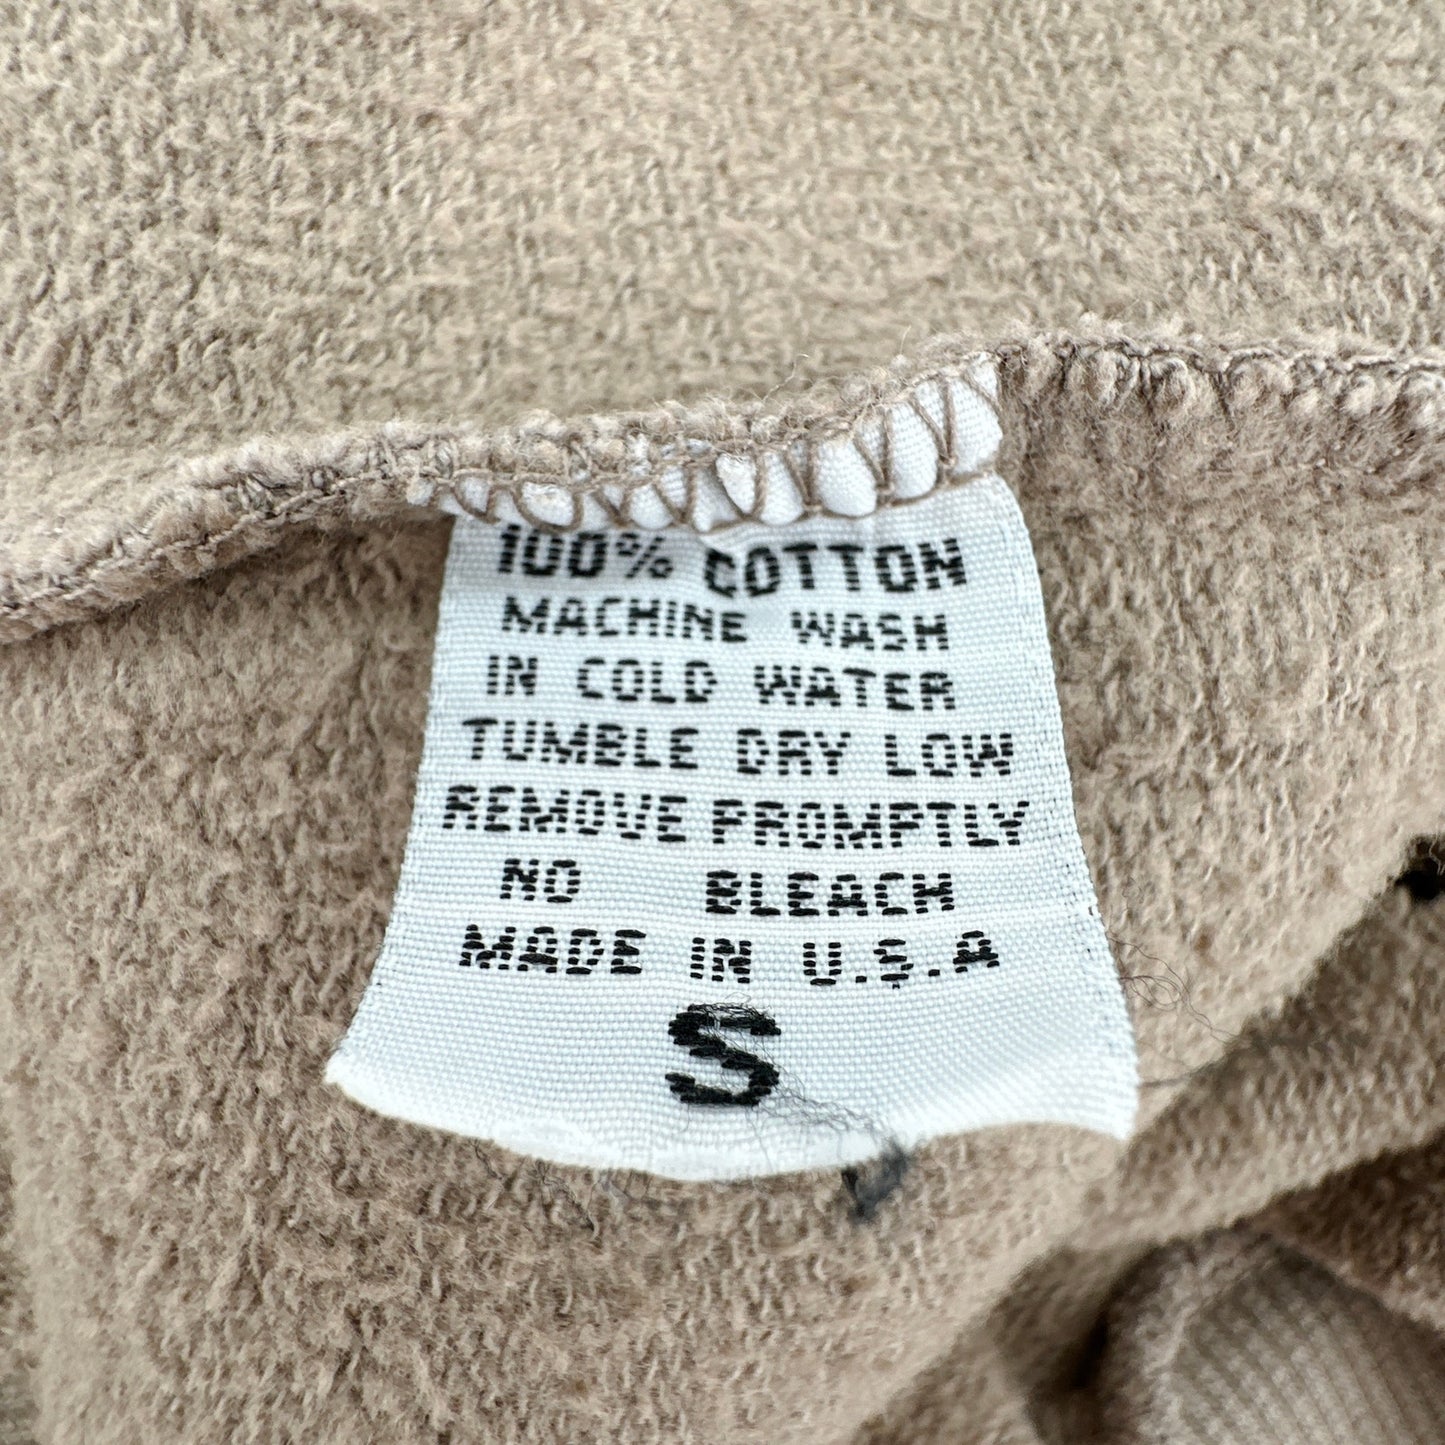 100% COTTON
MACHINE WASH
IN COLD WATER
TUMBLE DRY LOW
REMOVE PROMPTLY
NO BLEACH
MADE IN U.S.A
S